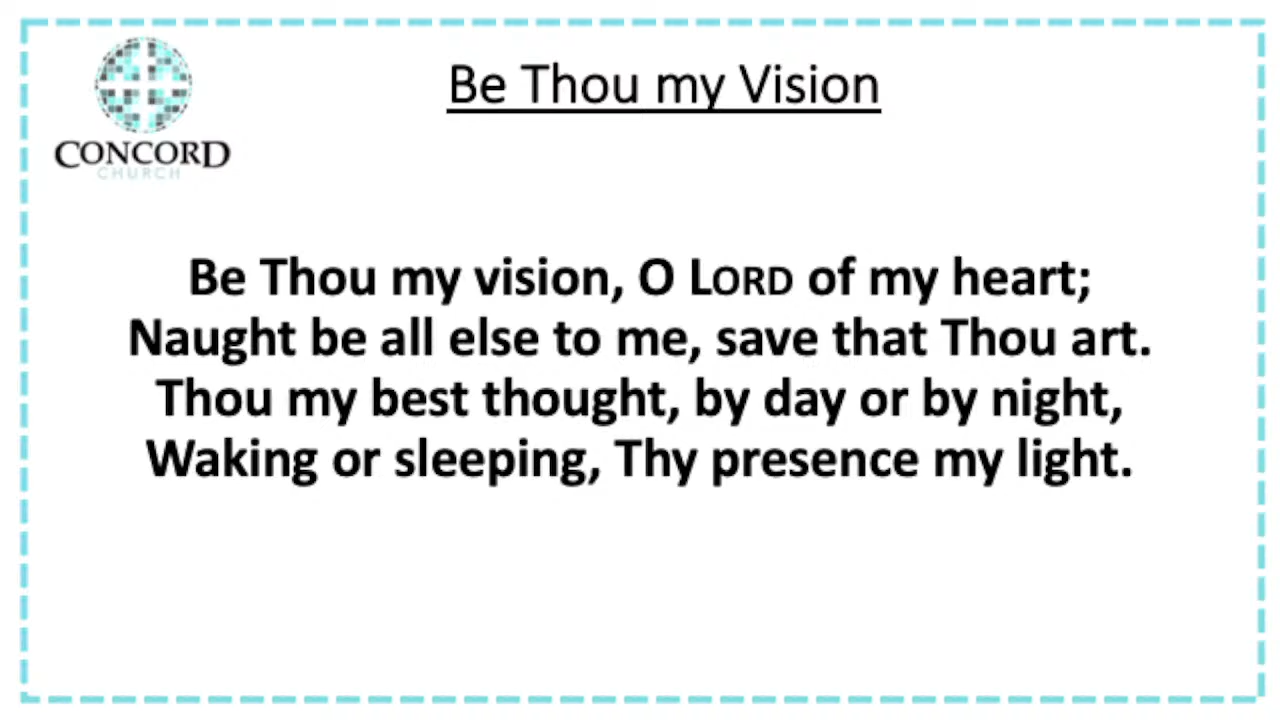 CONCORD
CHURCH
Be Thou my Vision
Be Thou my vision, O LORD of my heart;
Naught be all else to me, save that Thou art.
Thou my best thought, by day or by night,
Waking or sleeping, Thy presence my light.